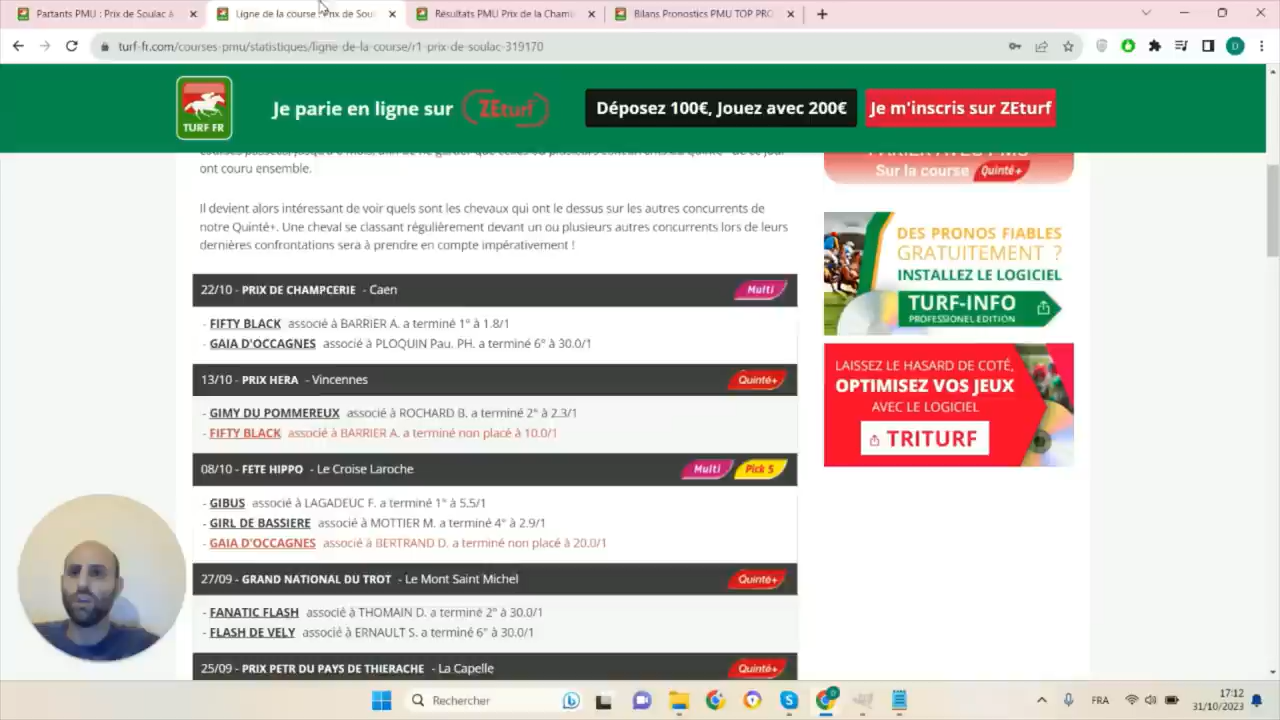 Partants PMU : Prix de Soulac à
Ligne de la course : Prix de Soul
Résultats PMU Prix de la Cham
Bilans Pronostics PMU TOP PRO
turf-fr.com/courses-pmu/statistiques/ligne-de-la-course/r1-prix-de-soulac-319170
D
TURF FR
Je parie en ligne sur ZEturf
Déposez 100€, Jouez avec 200€
Je m'inscris sur ZEturf
ont couru ensemble.
Sur la course Quinté+
Il devient alors intéressant de voir quels sont les chevaux qui ont le dessus sur les autres concurrents de
notre Quinté+. Une cheval se classant régulièrement devant un ou plusieurs autres concurrents lors de leurs
dernières confrontations sera à prendre en compte impérativement !
DES PRONOS FIABLES
GRATUITEMENT ?
INSTALLEZ LE LOGICIEL
TURF-INFO
PROFESSIONEL EDITION
22/10 - PRIX DE CHAMPCERIE - Caen Multi
- FIFTY BLACK associé à BARRIER A. a terminé 1° à 1.8/1
- GAIA D'OCCAGNES associé à PLOQUIN Pau. PH. a terminé 6° à 30.0/1
LAISSEZ LE HASARD DE COTÉ,
OPTIMISEZ VOS JEUX
AVEC LE LOGICIEL
TRITURF
13/10 - PRIX HERA - Vincennes Quinté+
- GIMY DU POMMEREUX associé à ROCHARD B. a terminé 2° à 2.3/1
- FIFTY BLACK associé à BARRIER A. a terminé non placé à 10.0/1
08/10 - FETE HIPPO - Le Croise Laroche Multi Pick 5
- GIBUS associé à LAGADEUC F. a terminé 1° à 5.5/1
- GIRL DE BASSIERE associé à MOTTIER M. a terminé 4° à 2.9/1
- GAIA D'OCCAGNES associé à BERTRAND D. a terminé non placé à 20.0/1
27/09 - GRAND NATIONAL DU TROT - Le Mont Saint Michel Quinté+
- FANATIC FLASH associé à THOMAIN D. a terminé 2° à 30.0/1
- FLASH DE VELY associé à ERNAULT S. a terminé 6° à 30.0/1
25/09 - PRIX PETR DU PAYS DE THIERACHE - La Capelle Quinté+
Rechercher
FRA
17:12
31/10/2023